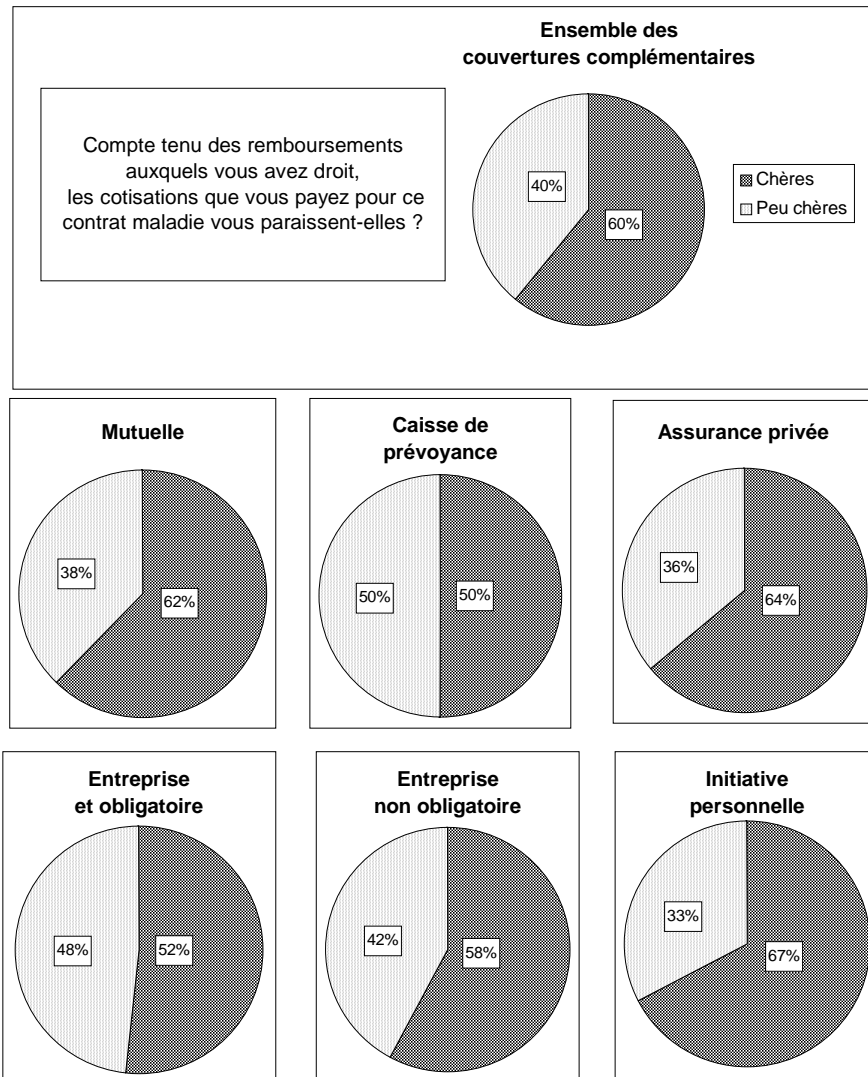 Ensemble des
couvertures complémentaires
Compte tenu des remboursements
auxquels vous avez droit,
les cotisations que vous payez pour ce
contrat maladie vous paraissent-elles ?
40%
60%
Chères
Peu chères
Mutuelle
38%
62%
Caisse de
prévoyance
50%
50%
Assurance privée
36%
64%
Entreprise
et obligatoire
48%
52%
Entreprise
non obligatoire
42%
58%
Initiative
personnelle
33%
67%